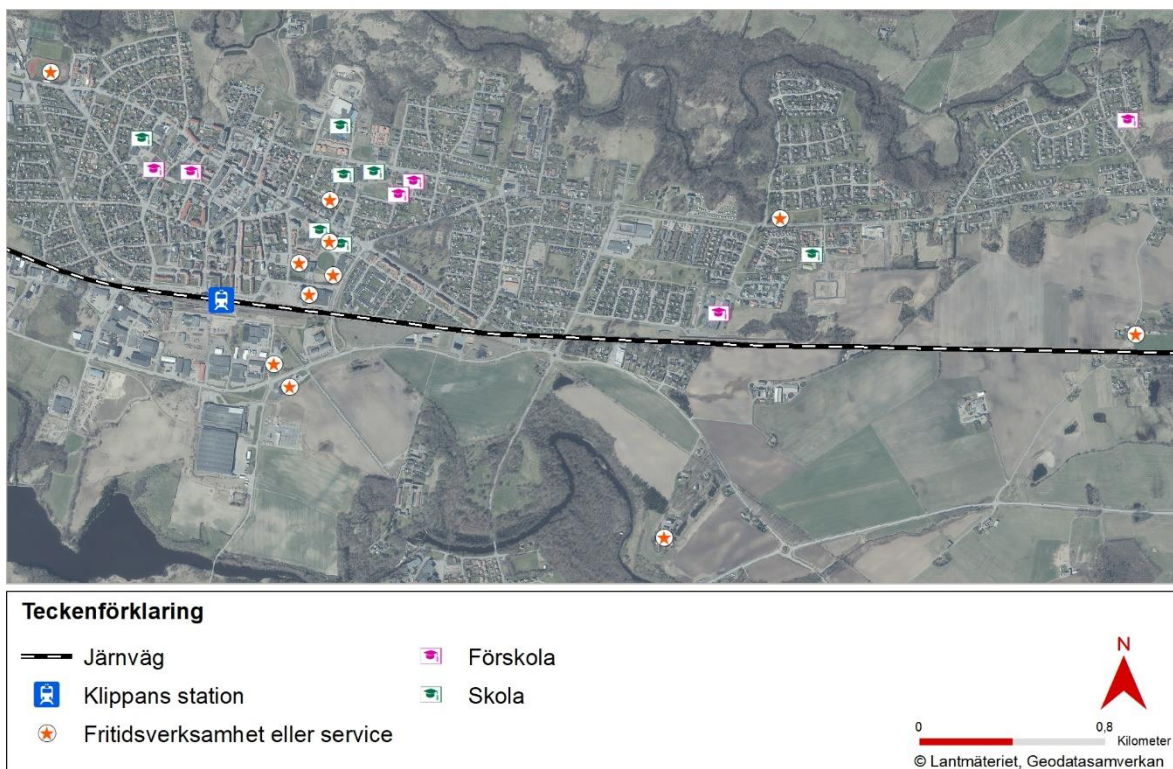 Teckenförklaring
Järnväg
Klippans station
Fritidsverksamhet eller service
Förskola
Skola
N
0 0,8
Kilometer
© Lantmäteriet, Geodatasamverkan